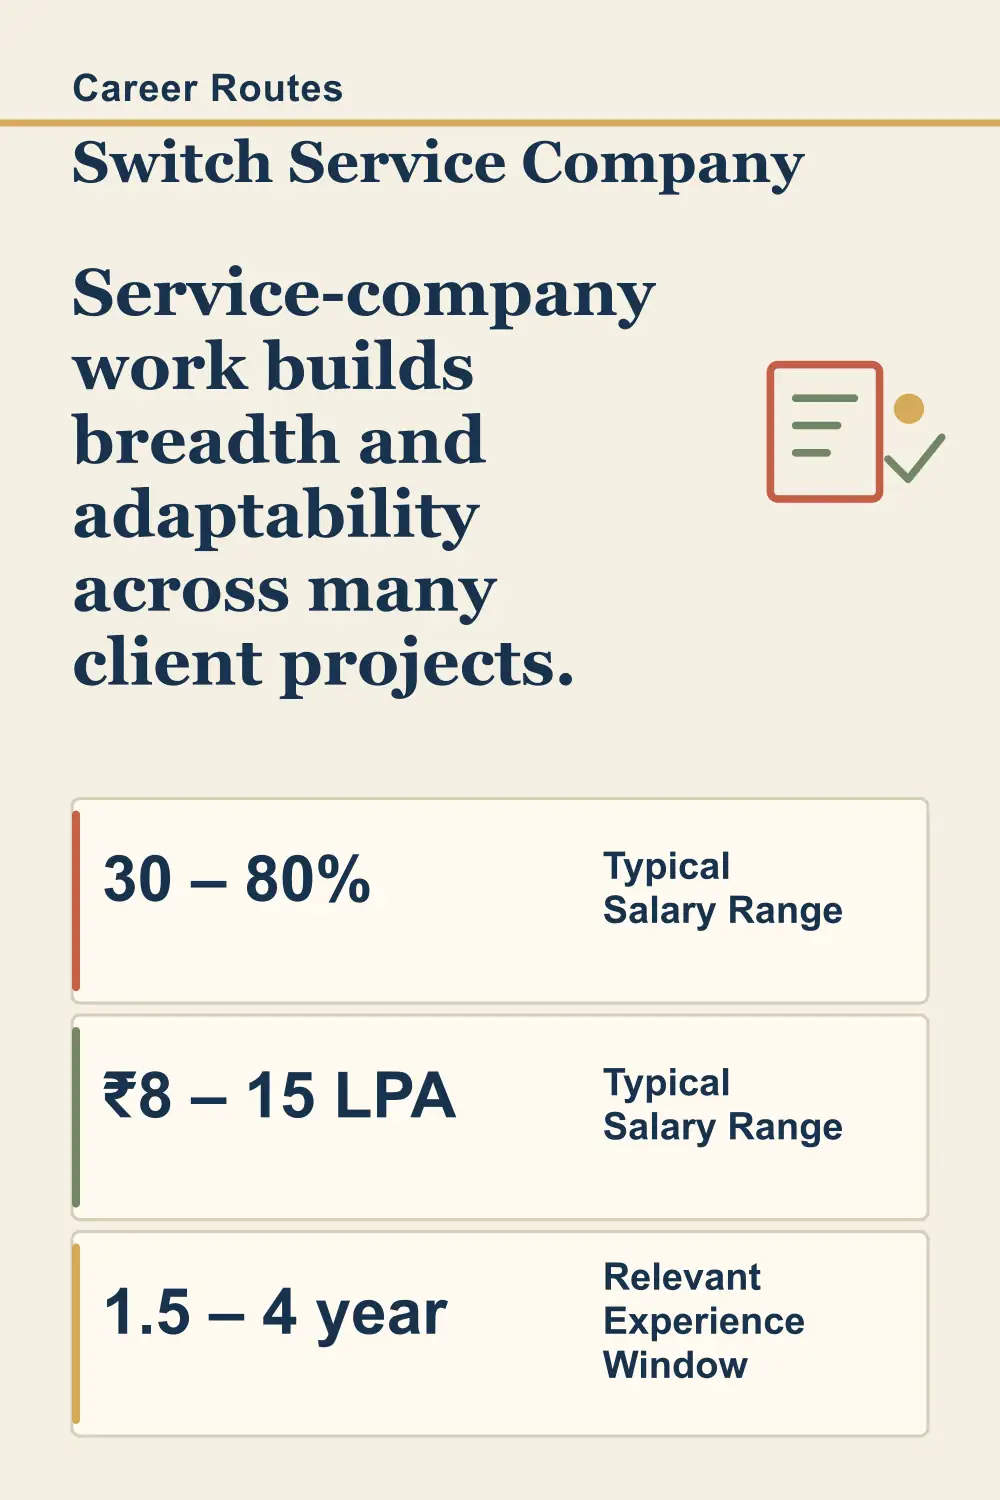 Career Routes
Switch Service Company
Service-company
work builds
breadth and
adaptability
across many
client projects.
30 – 80%
Typical
Salary Range
₹8 – 15 LPA
Typical
Salary Range
1.5 – 4 year
Relevant
Experience
Window